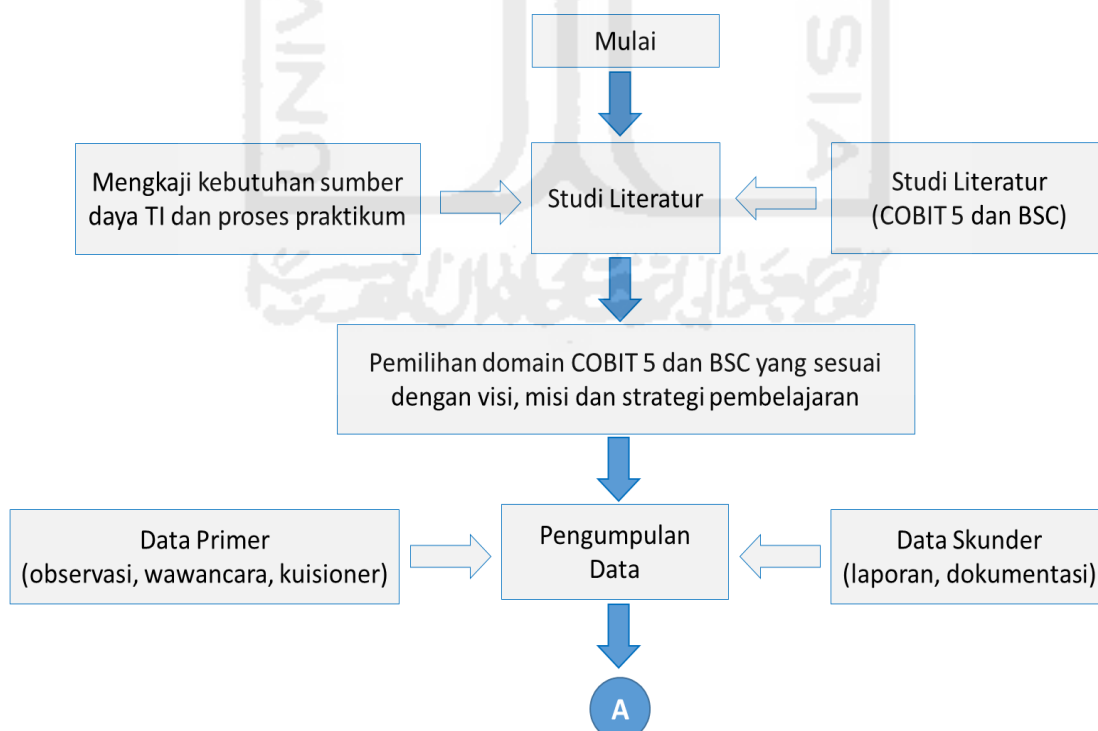 Mulai
Mengkaji kebutuhan sumber
daya TI dan proses praktikum
Studi Literatur
Studi Literatur
(COBIT 5 dan BSC)
Pemilihan domain COBIT 5 dan BSC yang sesuai
dengan visi, misi dan strategi pembelajaran
Data Primer
(observasi, wawancara, kuisioner)
Pengumpulan
Data
Data Skunder
(laporan, dokumentasi)
A